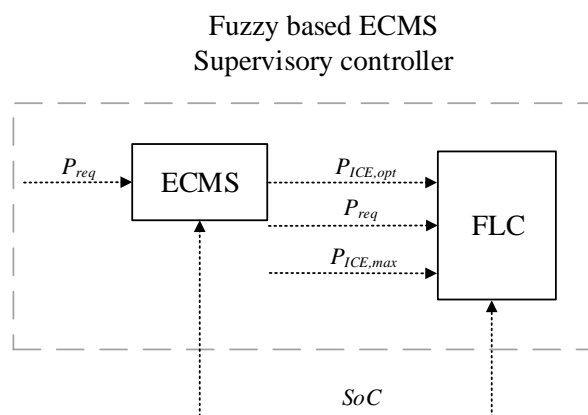 Fuzzy based ECMS
Supervisory controller
P_req
ECMS
P_ICE,opt
P_req
P_ICE,max
FLC
SoC